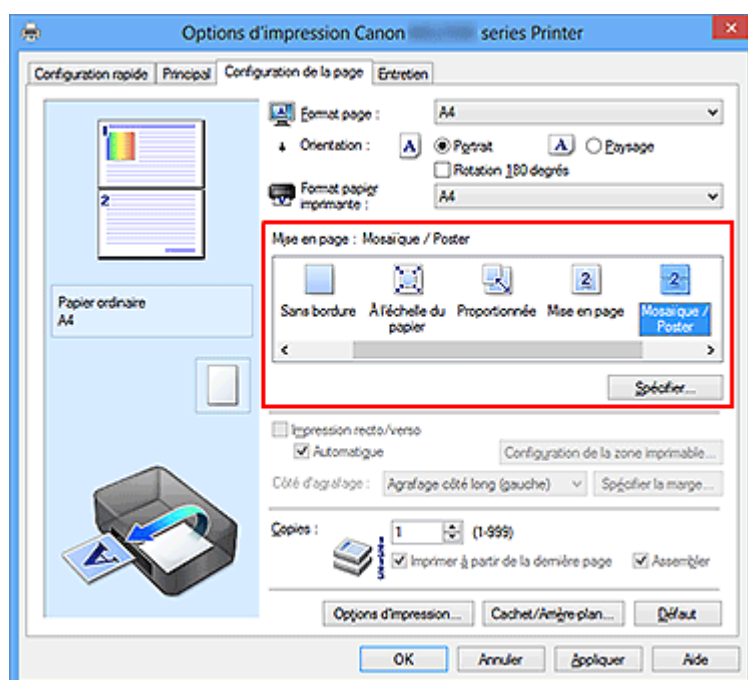 Options d'impression Canon series Printer
Configuration rapide Principal Configuration de la page Entretien
Format page : A4
Orientation : A Portrait A Paysage
Rotation 180 degrés
Format papier imprimante : A4
1
2
Papier ordinaire
A4
Mise en page : Mosaïque / Poster
2 -2-
Sans bordure À l'échelle du papier Proportionnée Mise en page Mosaïque / Poster
Spécifier...
Impression recto/verso
Automatique Configuration de la zone imprimable...
Côté d'agrafage : Agrafage côté long (gauche) Spécifier la marge...
Copies : 1 (1-999)
Imprimer à partir de la dernière page Assembler
A
Options d'impression... Cachet/Arrière-plan... Défaut
OK Annuler Appliquer Aide